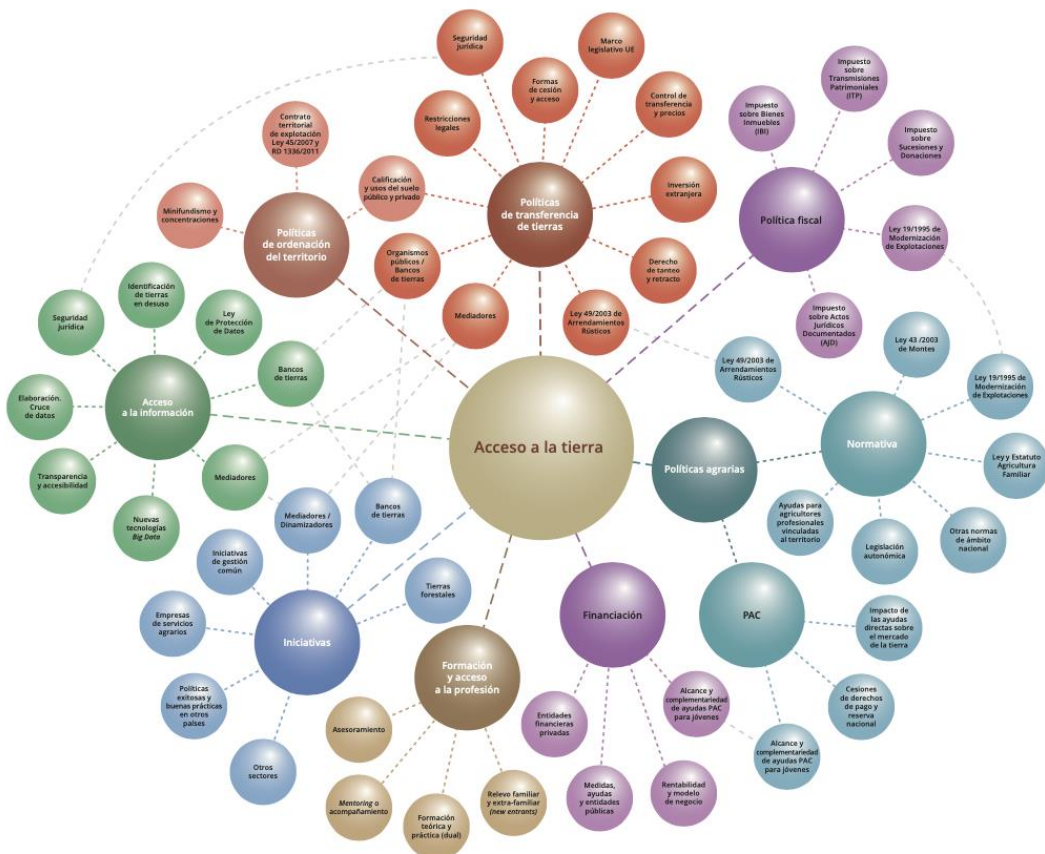 Acceso a la tierra
Políticas
de ordenación
del territorio
Contrato
territorial
de explotación
Ley 45/2007 y
RD 1336/2011
Minifundismo y
concentraciones
Calificación
y usos del suelo
público y privado
Políticas
de transferencia
de tierras
Seguridad
jurídica
Restricciones
legales
Formas
de cesión
y acceso
Marco
legislativo UE
Control de
transferencia
y precios
Inversión
extranjera
Derecho
de tanteo
y retracto
Ley 49/2003 de
Arrendamientos
Rústicos
Mediadores
Organismos
públicos /
Bancos
de tierras
Política fiscal
Impuesto
sobre Bienes
Inmuebles
(IBI)
Impuesto
sobre
Transmisiones
Patrimoniales
(ITP)
Impuesto
sobre
Sucesiones y
Donaciones
Ley 19/1995 de
Modernización
de Explotaciones
Impuesto
sobre Actos
Jurídicos
Documentados
(AJD)
Políticas agrarias
Normativa
Ley 49/2003 de
Arrendamientos
Rústicos
Ley 43 /2003
de Montes
Ley 19/1995 de
Modernización
de Explotaciones
Ley y Estatuto
Agricultura
Familiar
Otras normas
de ámbito
nacional
Legislación
autonómica
Ayudas para
agricultores
profesionales
vinculadas
al territorio
PAC
Impacto de
las ayudas
directas sobre
el mercado
de la tierra
Cesiones
de derechos
de pago y
reserva
nacional
Alcance y
complementariedad
de ayudas PAC
para jóvenes
Financiación
Alcance y
complementariedad
de ayudas PAC
para jóvenes
Rentabilidad
y modelo
de negocio
Medidas,
ayudas
y entidades
públicas
Entidades
financieras
privadas
Formación
y acceso
a la profesión
Asesoramiento
Mentoring o
acompañamiento
Formación
teórica y
práctica (dual)
Relevo familiar
y extra-familiar
(new entrants)
Iniciativas
Tierras
forestales
Bancos
de tierras
Mediadores /
Dinamizadores
Iniciativas
de gestión
común
Empresas
de servicios
agrarios
Políticas
exitosas y
buenas prácticas
en otros
países
Otros
sectores
Acceso
a la información
Seguridad
jurídica
Identificación
de tierras
en desuso
Ley
de Protección
de Datos
Bancos
de tierras
Mediadores
Nuevas
tecnologías
Big Data
Transparencia
y accesibilidad
Elaboración.
Cruce
de datos